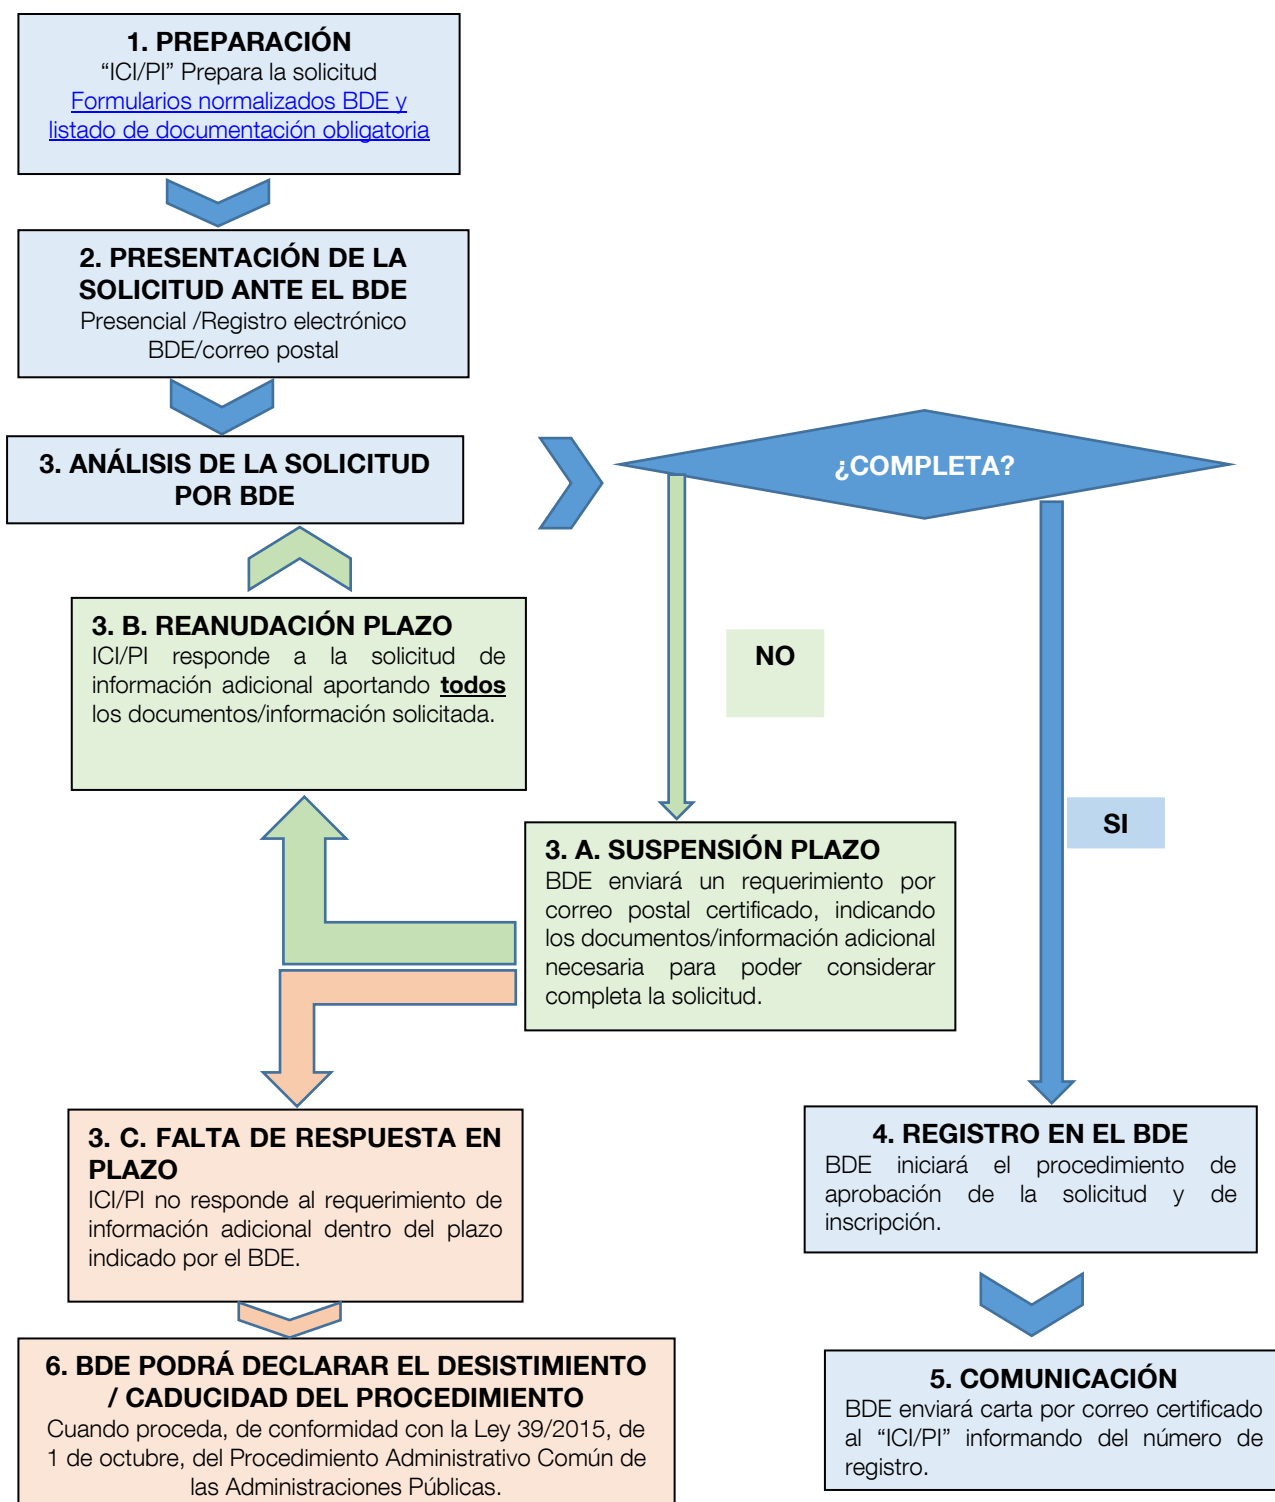 1. PREPARACIÓN
“ICI/PI” Prepara la solicitud
Formularios normalizados BDE y
listado de documentación obligatoria
2. PRESENTACIÓN DE LA
SOLICITUD ANTE EL BDE
Presencial /Registro electrónico
BDE/correo postal
3. ANÁLISIS DE LA SOLICITUD
POR BDE
¿COMPLETA?
3. B. REANUDACIÓN PLAZO
ICI/PI responde a la solicitud de
información adicional aportando todos
los documentos/información solicitada.
NO
SI
3. A. SUSPENSIÓN PLAZO
BDE enviará un requerimiento por
correo postal certificado, indicando
los documentos/información adicional
necesaria para poder considerar
completa la solicitud.
3. C. FALTA DE RESPUESTA EN
PLAZO
ICI/PI no responde al requerimiento de
información adicional dentro del plazo
indicado por el BDE.
4. REGISTRO EN EL BDE
BDE iniciará el procedimiento de
aprobación de la solicitud y de
inscripción.
6. BDE PODRÁ DECLARAR EL DESISTIMIENTO
/ CADUCIDAD DEL PROCEDIMIENTO
Cuando proceda, de conformidad con la Ley 39/2015, de
1 de octubre, del Procedimiento Administrativo Común de
las Administraciones Públicas.
5. COMUNICACIÓN
BDE enviará carta por correo certificado
al “ICI/PI” informando del número de
registro.